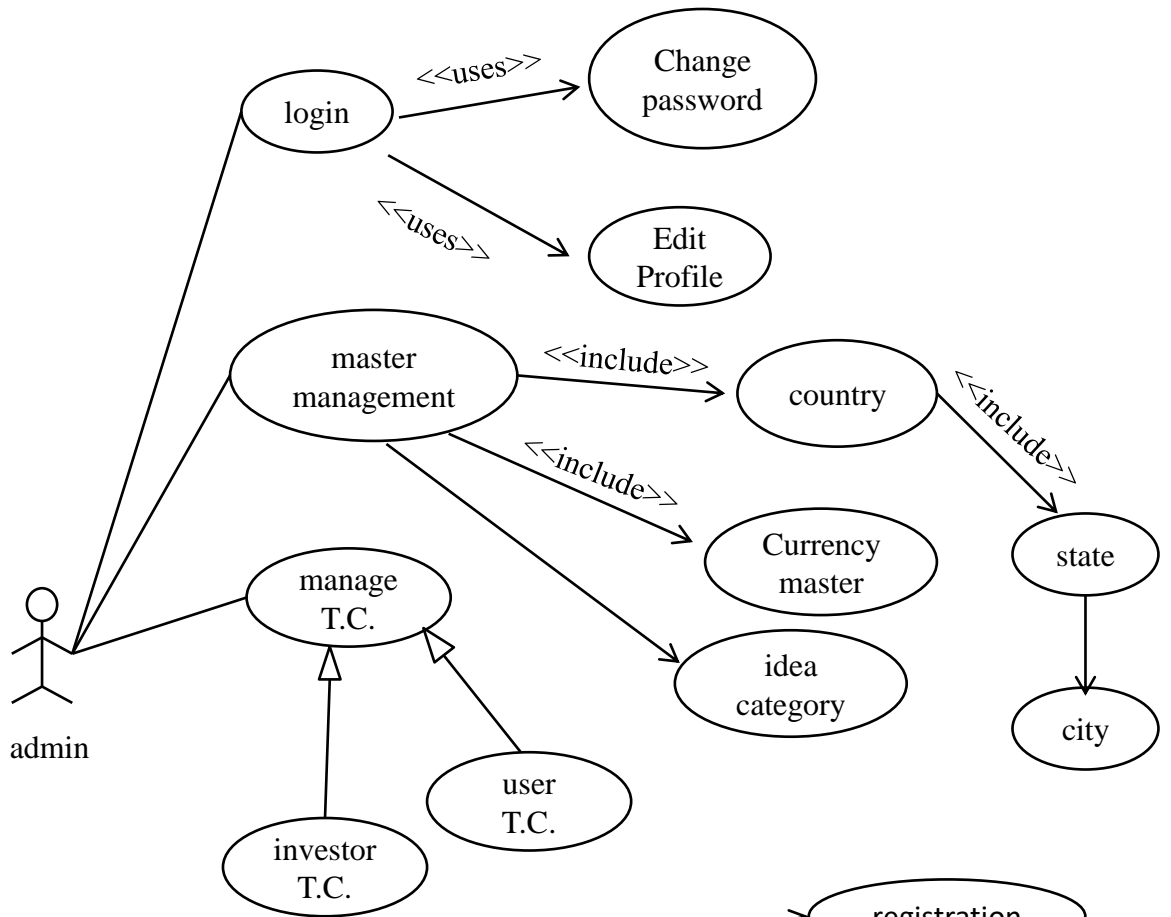 Change
password
<<uses>>
login
<<uses>>
Edit
Profile
master
management
<<include>>
country
<<include>>
<<include>>
Currency
master
state
manage
T.C.
idea
category
city
admin
user
T.C.
investor
T.C.
registration